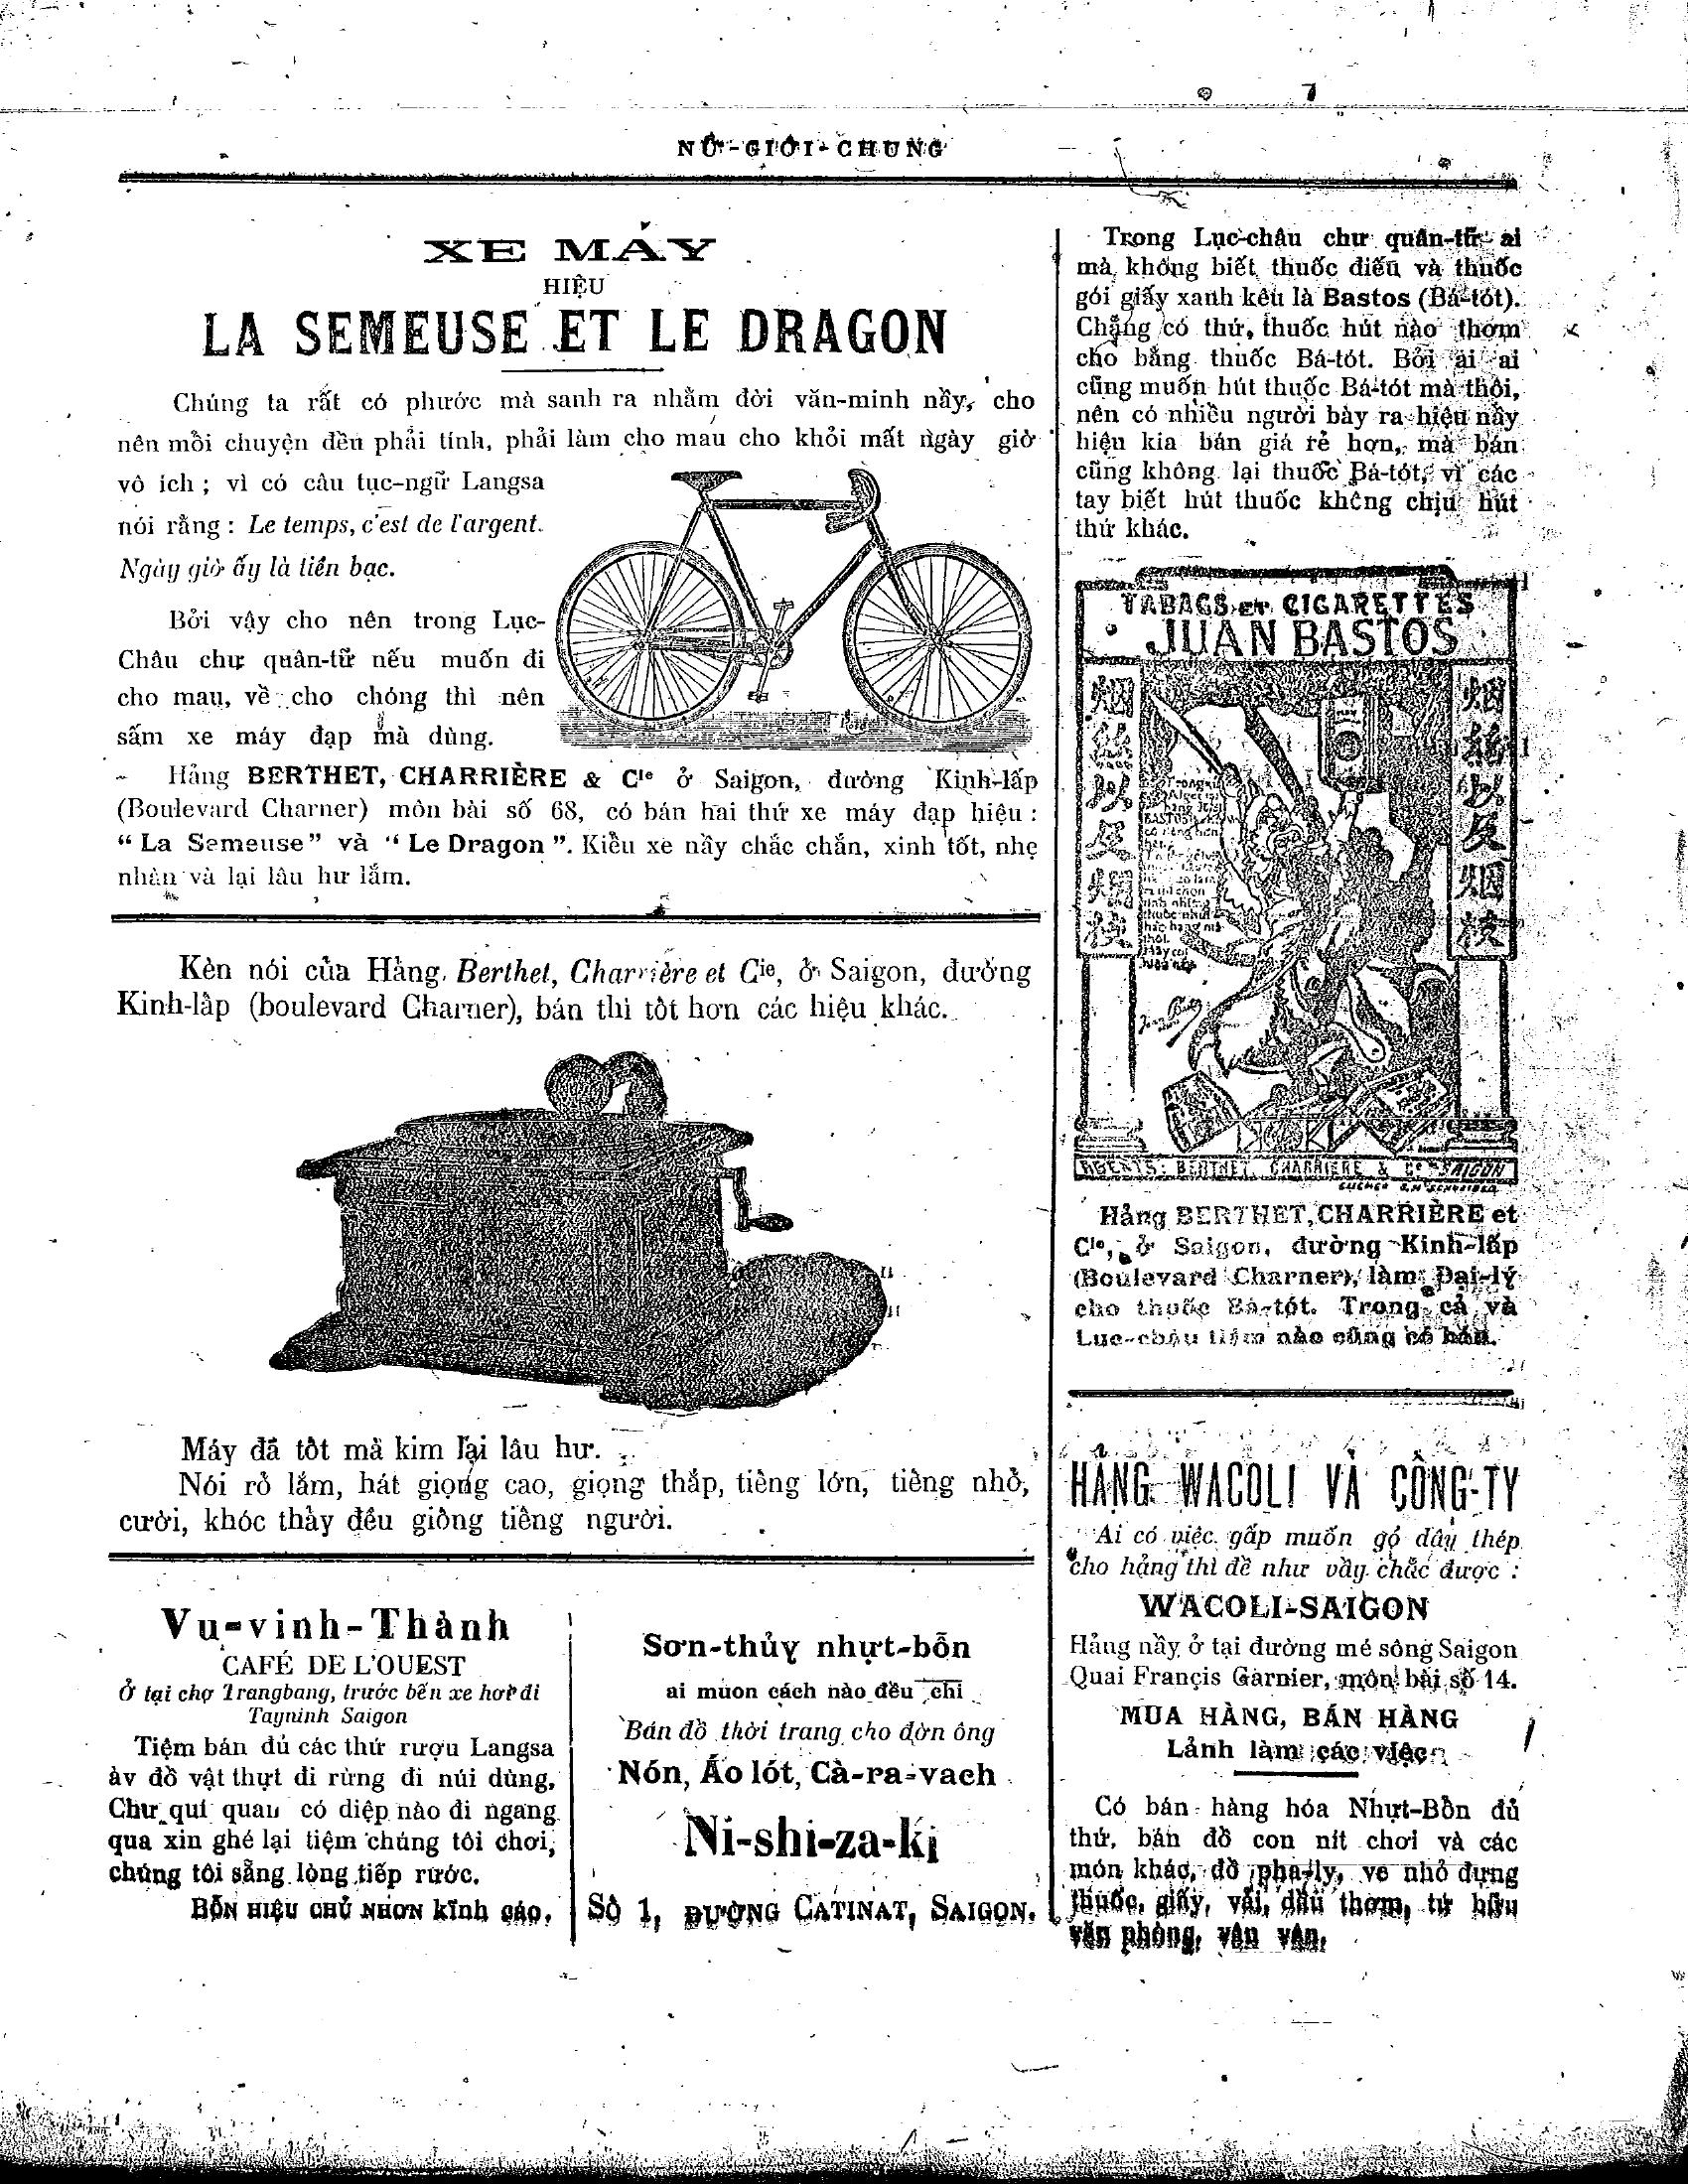 7
NỮ-GIỚI-CHUNG
XE MÁY
HIỆU
LA SEMEUSE ET LE DRAGON
Chúng ta rất có phước mà sanh ra nhằm đời văn-minh nầy, cho
nên mỗi chuyện đều phải tính, phải làm cho mau cho khỏi mất ngày giờ
vô ích ; vì có câu tục-ngữ Langsa
nói rằng : Le temps, c'est de l'argent.
Ngày giờ ấy là tiền bạc.
Bởi vậy cho nên trong Lục-
Châu chư quân-tữ nếu muốn đi
cho mau, về cho chóng thì nên
sắm xe máy đạp mà dùng.
Hảng BERTHET, CHARRIÈRE & Cie ở Saigon, đường Kinh-lấp
(Boulevard Charner) môn bài số 68, có bán hai thứ xe máy đạp hiệu :
“ La Semeuse ” và “ Le Dragon ”. Kiểu xe nầy chắc chắn, xinh tốt, nhẹ
nhàn và lại lâu hư lắm.
Kèn nói của Hảng Berthet, Charrière et Cie, ở Saigon, đường
Kinh-lấp (boulevard Charner), bán thì tốt hơn các hiệu khác.
Máy đã tốt mà kim lại lâu hư.
Nói rỏ lắm, hát giọng cao, giọng thấp, tiếng lớn, tiếng nhỏ,
cười, khóc thảy đều giống tiếng người.
Vu-vinh-Thành
CAFÉ DE L'OUEST
Ở tại chợ Trangbang, trước bến xe hơi đi
Tayninh Saigon
Tiệm bán đủ các thứ rượu Langsa
àv đồ vật thựt đi rừng đi núi dùng,
Chư quí quan có diệp nào đi ngang
qua xin ghé lại tiệm chúng tôi chơi,
chúng tôi sẵng lòng tiếp rước.
BỔN HIỆU CHỦ NHƠN kĩnh cáo.
Sơn-thủy nhựt-bổn
ai muon cách nào đều chỉ
Bán đồ thời trang cho đờn ông
Nón, Áo lót, Cà-ra-vach
Ni-shi-za-ki
Số 1, ĐƯỜNG CATINAT, SAIGON.
Trong Lục-châu chư quân-tữ ai
mà không biết thuốc điếu và thuốc
gói giấy xanh kêu là Bastos (Bá-tót).
Chẳng có thứ thuốc hút nào thơm
cho bằng thuốc Bá-tót. Bởi ai ai
cũng muốn hút thuốc Bá-tót mà thôi,
nên có nhiều người bày ra hiệu nầy
hiệu kia bán giá rẻ hơn, mà bán
cũng không lại thuốc Bá-tót, vì các
tay biết hút thuốc không chịu hút
thứ khác.
TABACS ET CIGARETTES
JUAN BASTOS
AGENTS : BERTHET, CHARRIERE & Cie SAIGON
Hảng BERTHET, CHARRIÈRE et
Cie, ở Saigon, đường Kinh-lấp
(Boulevard Charner), làm Đại-lý
cho thuốc Bá-tót. Trong cả và
Luc-châu tiệm nào cũng có bán.
HẢNG WACOLI VÀ CÔNG-TY
Ai có việc gấp muốn gỏ dây thép
cho hảng thì đề như vầy chắc được :
WACOLI-SAIGON
Hảng nầy ở tại đường mé sông Saigon
Quai Françis Garnier, môn bài số 14.
MUA HÀNG, BÁN HÀNG
Lảnh làm các việc
Có bán hàng hóa Nhựt-Bổn đủ
thứ, bán đồ con nít chơi và các
món khác, đồ pha-ly, ve nhỏ đựng
thuốc, giấy, vải, dầu thơm, tứ hữu
văn phòng, vân vân.